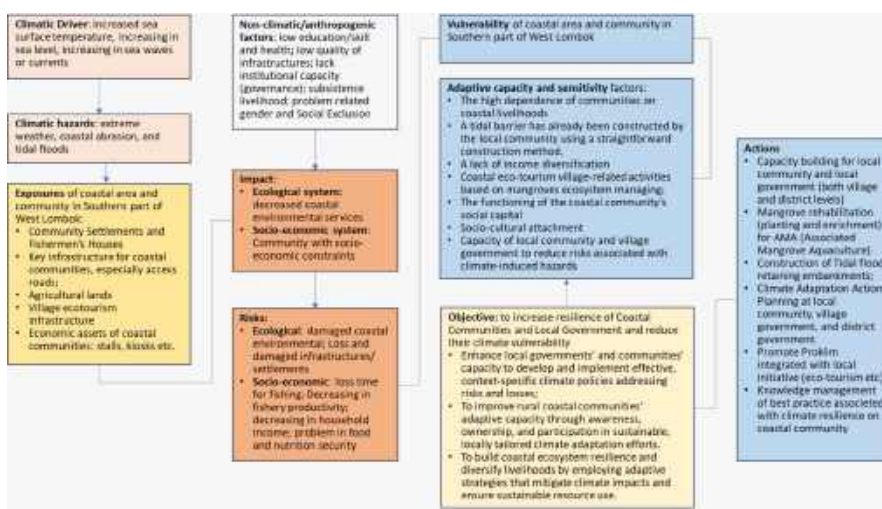 Climatic Driver: increased sea
surface temperature, increasing in
sea level, increasing in sea waves
or currents
Climatic hazards: extreme
weather, coastal abrasion, and
tidal floods
Exposures of coastal area and
community in Southern part of
West Lombok:
• Community Settlements and
Fishermen's Houses
• Key infrastructure for coastal
communities, especially access
roads;
• Agricultural lands
• Village ecotourism
infrastructure
• Economic assets of coastal
communities: stalls, kiosks etc.
Non-climatic/anthropogenic
factors: low education/skill
and health; low quality of
infrastructures; lack
institutional capacity
(governance); subsistence
livelihood; problem related
gender and Social Exclusion
Impact:
• Ecological system:
decreased coastal
environmental services
• Socio-economic system:
Community with socio-
economic constraints
Risks:
• Ecological: damaged coastal
environmental; Loss and
damaged infrastructures/
settlements
• Socio-economic: loss time
for fishing; Decreasing in
fishery productivity;
decreasing in household
income; problem in food
and nutrition security
Vulnerability of coastal area and community in
Southern part of West Lombok
Adaptive capacity and sensitivity factors:
• The high dependence of communities on
coastal livelihoods
• A tidal barrier has already been constructed by
the local community using a straightforward
construction method.
• A lack of income diversification
• Coastal eco-tourism village-related activities
based on mangroves ecosystem managing;
• The functioning of the coastal community's
social capital
• Socio-cultural attachment
• Capacity of local community and village
government to reduce risks associated with
climate-induced hazards
Objective: to increase resilience of Coastal
Communities and Local Government and reduce
their climate vulnerability
• Enhance local governments' and communities'
capacity to develop and implement effective,
context-specific climate policies addressing
risks and losses;
• To improve rural coastal communities'
adaptive capacity through awareness,
ownership, and participation in sustainable,
locally tailored climate adaptation efforts.
• To build coastal ecosystem resilience and
diversify livelihoods by employing adaptive
strategies that mitigate climate impacts and
ensure sustainable resource use.
Actions
• Capacity building for local
community and local
government (both village
and district levels)
• Mangrove rehabilitation
(planting and enrichment)
for AMA (Associated
Mangrove Aquaculture)
• Construction of Tidal flood
retaining embankments;
• Climate Adaptation Action
Planning at local
community, village
government, and district
government
• Promote Proklim
integrated with local
initiative (eco-tourism etc)
• Knowledge management
of best practice associated
with climate resilience on
coastal community